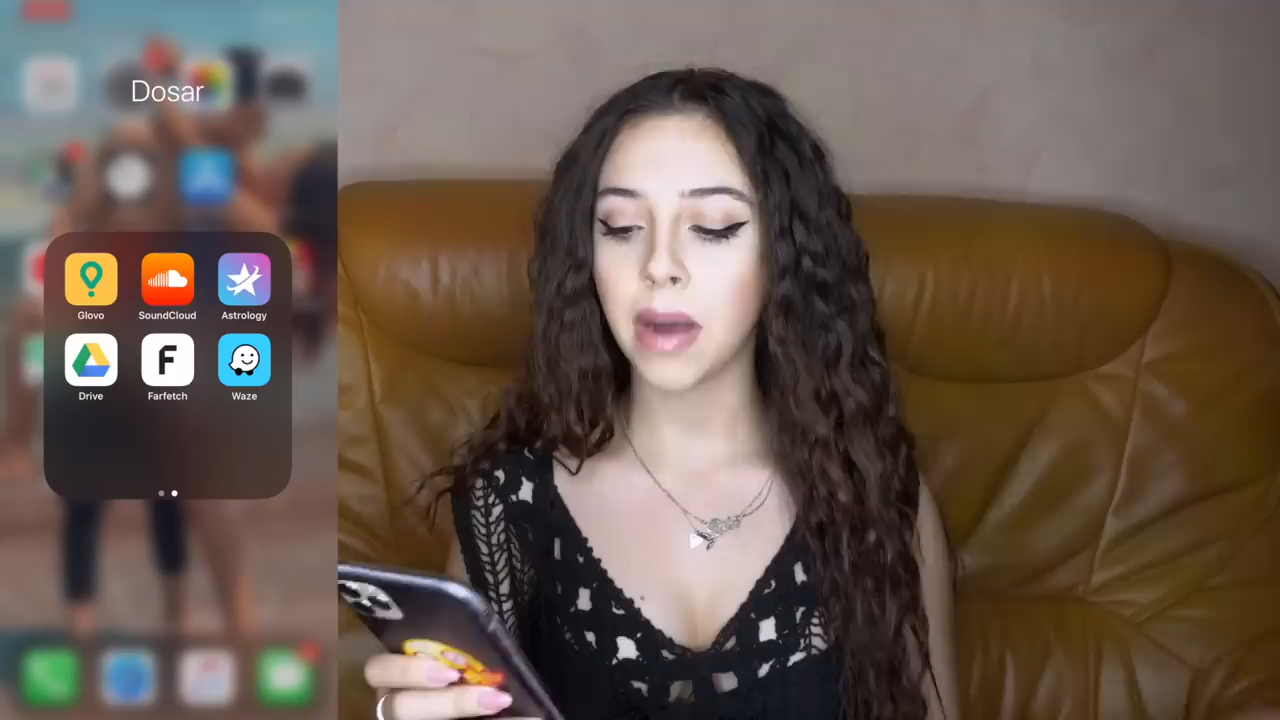 Dosar
Glovo
SoundCloud
Astrology
F
Drive
Farfetch
Waze